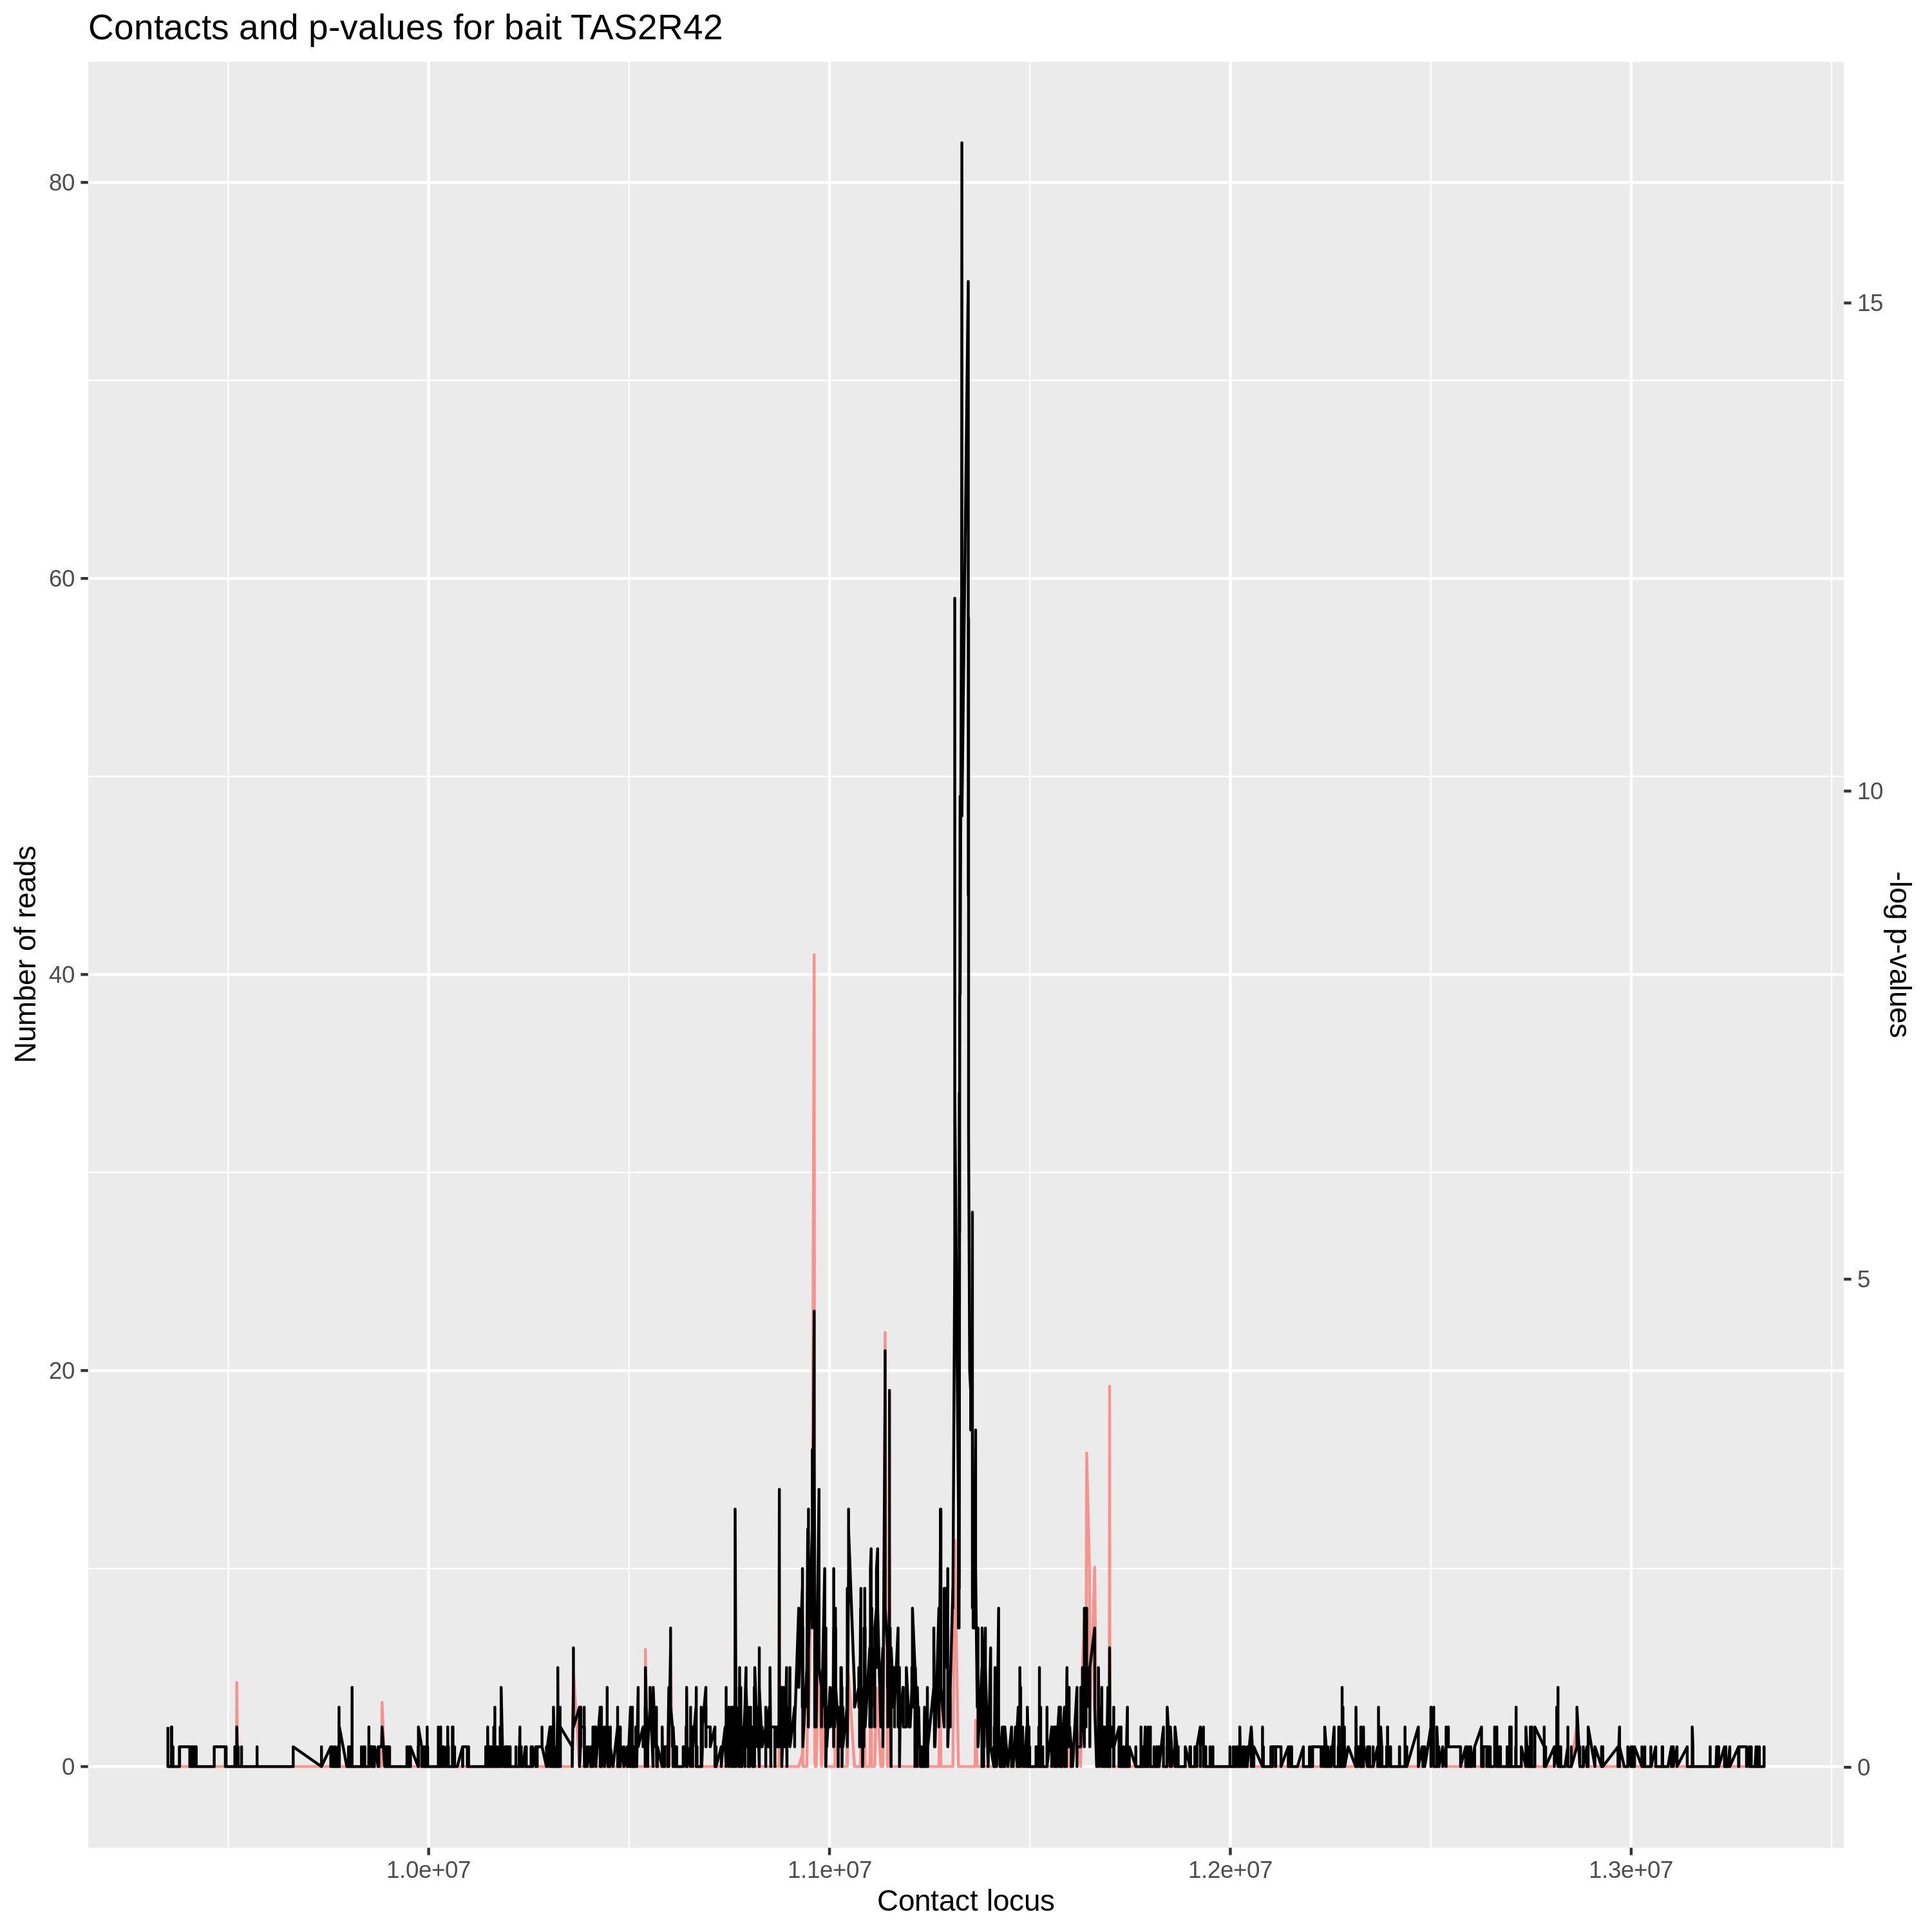 Contacts and p-values for bait TAS2R42
80
60
40
20
0
Number of reads
15
10
5
0
-log p-values
1.0e+07
1.1e+07
1.2e+07
1.3e+07
Contact locus